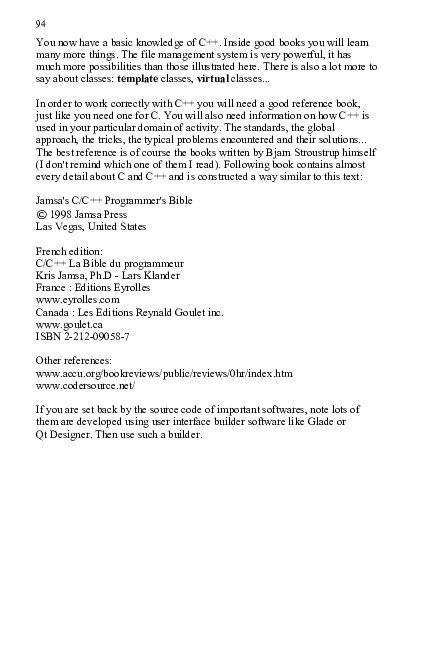 94
You now have a basic knowledge of C++. Inside good books you will learn
many more things. The file management system is very powerful, it has
much more possibilities than those illustrated here. There is also a lot more to
say about classes: template classes, virtual classes...
In order to work correctly with C++ you will need a good reference book,
just like you need one for C. You will also need information on how C++ is
used in your particular domain of activity. The standards, the global
approach, the tricks, the typical problems encountered and their solutions...
The best reference is of course the books written by Bjarn Stroustrup himself
(I don't remind which one of them I read). Following book contains almost
every detail about C and C++ and is constructed a way similar to this text:
Jamsa's C/C++ Programmer's Bible
© 1998 Jamsa Press
Las Vegas, United States
French edition:
C/C++ La Bible du programmeur
Kris Jamsa, Ph.D - Lars Klander
France : Editions Eyrolles
www.eyrolles.com
Canada : Les Editions Reynald Goulet inc.
www.goulet.ca
ISBN 2-212-09058-7
Other references:
www.accu.org/bookreviews/public/reviews/0hr/index.htm
www.codersource.net/
If you are set back by the source code of important softwares, note lots of
them are developed using user interface builder software like Glade or
Qt Designer. Then use such a builder.